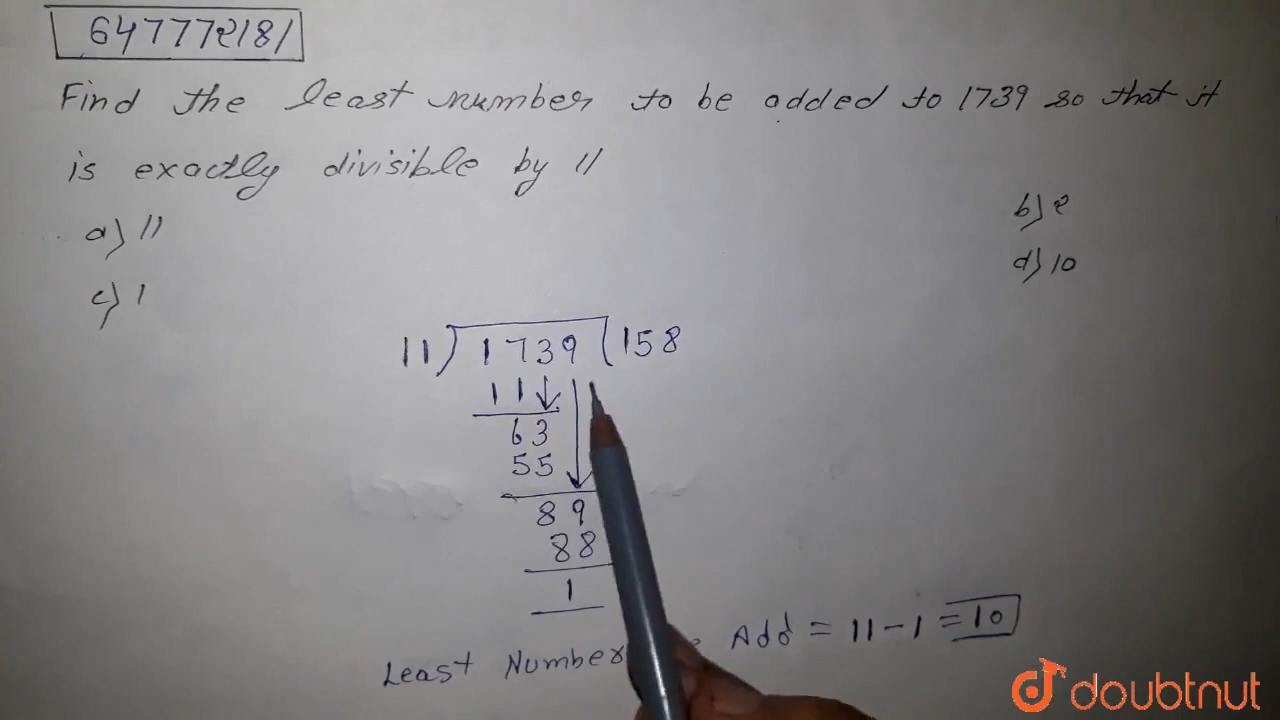 647772181
Find the least number to be added to 1739 so that it
is exactly divisible by 11
a) 11
b) 2
c) 1
d) 10
11) 1739 (158
11
63
55
89
88
1
Least Number Add = 11 - 1 = 10
doubtnut